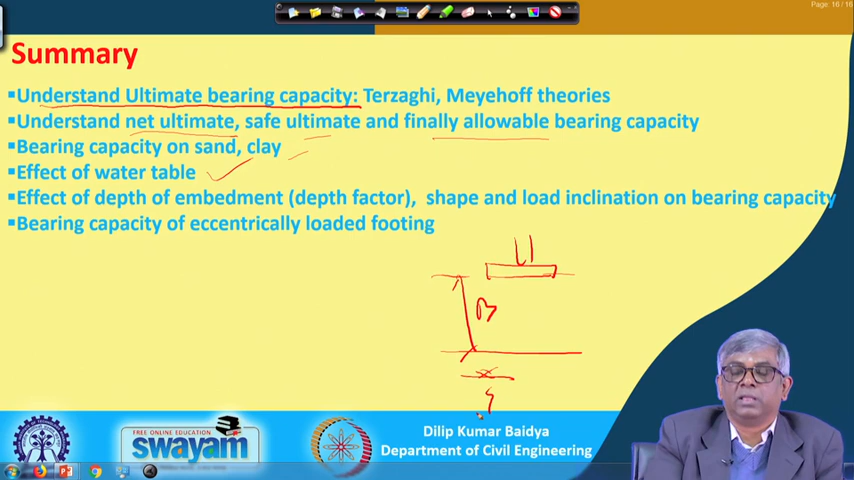 Page: 16 / 16
Summary
▪Understand Ultimate bearing capacity: Terzaghi, Meyehoff theories
▪Understand net ultimate, safe ultimate and finally allowable bearing capacity
▪Bearing capacity on sand, clay
▪Effect of water table
▪Effect of depth of embedment (depth factor), shape and load inclination on bearing capacity
▪Bearing capacity of eccentrically loaded footing
B
FREE ONLINE EDUCATION
swayam
Dilip Kumar Baidya
Department of Civil Engineering